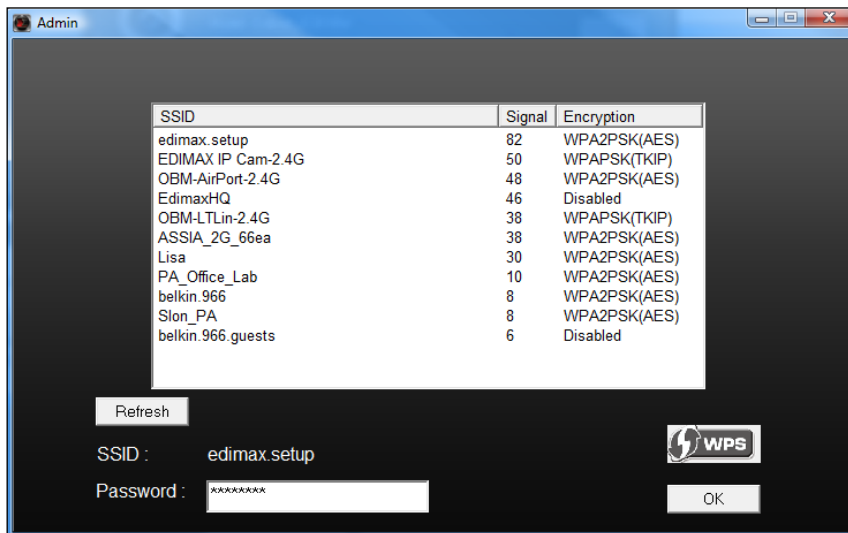 Admin
SSID Signal Encryption
edimax.setup 82 WPA2PSK(AES)
EDIMAX IP Cam-2.4G 50 WPAPSK(TKIP)
OBM-AirPort-2.4G 48 WPA2PSK(AES)
EdimaxHQ 46 Disabled
OBM-LTLin-2.4G 38 WPAPSK(TKIP)
ASSIA_2G_66ea 38 WPA2PSK(AES)
Lisa 30 WPA2PSK(AES)
PA_Office_Lab 10 WPA2PSK(AES)
belkin.966 8 WPA2PSK(AES)
Slon_PA 8 WPA2PSK(AES)
belkin.966.guests 6 Disabled
Refresh
SSID : edimax.setup
WPS
Password : ********
OK